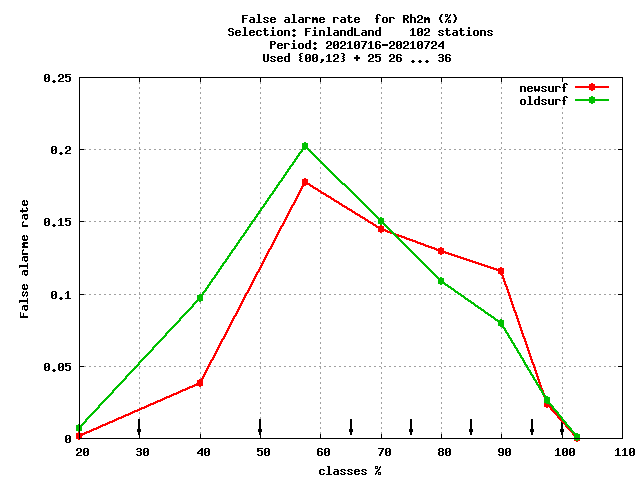 False alarme rate  for Rh2m (%)
Selection: FinlandLand    102 stations
Period: 20210716-20210724
Used {00,12} + 25 26 ... 36
newsurf
oldsurf
0.25
0.2
0.15
0.1
0.05
0
False alarme rate
20 30 40 50 60 70 80 90 100 110
classes %